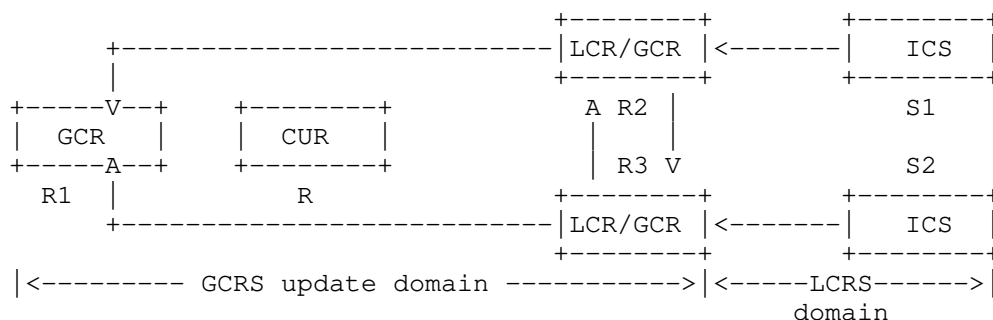 +--------+ +--------+
+--------------------------|LCR/GCR |<-------| ICS |
| +--------+ +--------+
+-----V--+ +--------+ A R2 | S1
| GCR | | CUR | | |
+-----A--+ +--------+ | R3 V S2
R1 | R +--------+ +--------+
+--------------------------|LCR/GCR |<-------| ICS |
+--------+ +--------+
|<--------- GCRS update domain ----------->|<-----LCRS------>|
domain